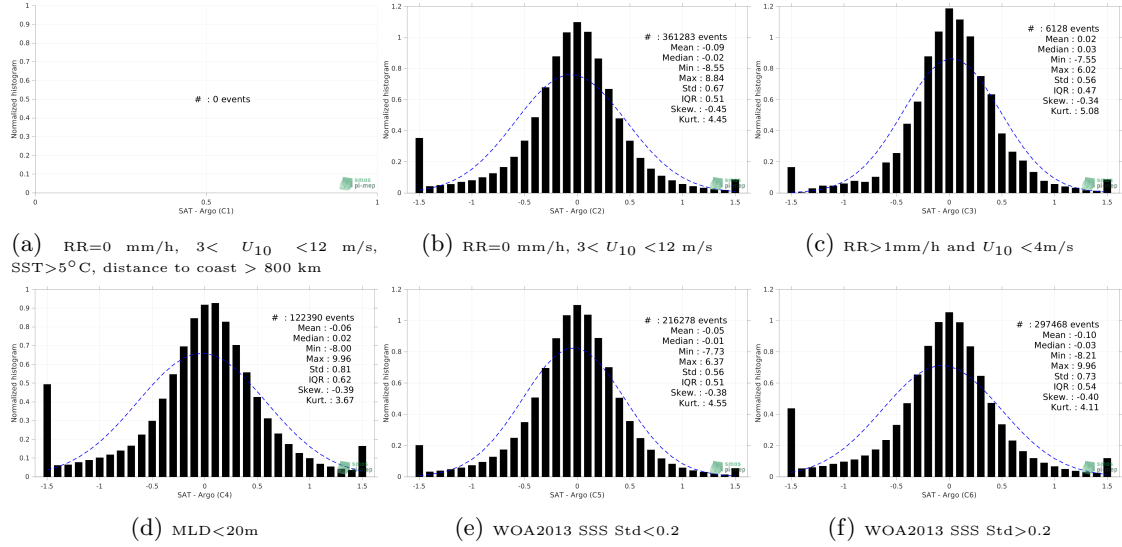 1
0.9
0.8
0.7
0.6
0.5
0.4
0.3
0.2
0.1
0
Normalized histogram
# : 0 events
0
0.5
1
SAT - Argo (C1)
smos
pi-mep
(a) RR=0 mm/h, 3< U10 <12 m/s,
SST>5°C, distance to coast > 800 km
1.2
1
0.8
0.6
0.4
0.2
0
Normalized histogram
# : 361283 events
Mean : -0.09
Median : -0.02
Min : -8.55
Max : 8.84
Std : 0.67
IQR : 0.51
Skew. : -0.45
Kurt. : 4.45
-1.5
-1
-0.5
0
0.5
1
1.5
SAT - Argo (C2)
smos
pi-mep
(b) RR=0 mm/h, 3< U10 <12 m/s
1.2
1
0.8
0.6
0.4
0.2
0
Normalized histogram
# : 6128 events
Mean : 0.02
Median : 0.03
Min : -7.55
Max : 6.02
Std : 0.56
IQR : 0.47
Skew. : -0.34
Kurt. : 5.08
-1.5
-1
-0.5
0
0.5
1
1.5
SAT - Argo (C3)
smos
pi-mep
(c) RR>1mm/h and U10 <4m/s
1
0.9
0.8
0.7
0.6
0.5
0.4
0.3
0.2
0.1
0
Normalized histogram
# : 122390 events
Mean : -0.06
Median : 0.02
Min : -8.00
Max : 9.96
Std : 0.81
IQR : 0.62
Skew. : -0.39
Kurt. : 3.67
-1.5
-1
-0.5
0
0.5
1
1.5
SAT - Argo (C4)
smos
pi-mep
(d) MLD<20m
1.2
1
0.8
0.6
0.4
0.2
0
Normalized histogram
# : 216278 events
Mean : -0.05
Median : -0.01
Min : -7.73
Max : 6.37
Std : 0.56
IQR : 0.51
Skew. : -0.38
Kurt. : 4.55
-1.5
-1
-0.5
0
0.5
1
1.5
SAT - Argo (C5)
smos
pi-mep
(e) WOA2013 SSS Std<0.2
1.2
1
0.8
0.6
0.4
0.2
0
Normalized histogram
# : 297468 events
Mean : -0.10
Median : -0.03
Min : -8.21
Max : 9.96
Std : 0.73
IQR : 0.54
Skew. : -0.40
Kurt. : 4.11
-1.5
-1
-0.5
0
0.5
1
1.5
SAT - Argo (C6)
smos
pi-mep
(f) WOA2013 SSS Std>0.2